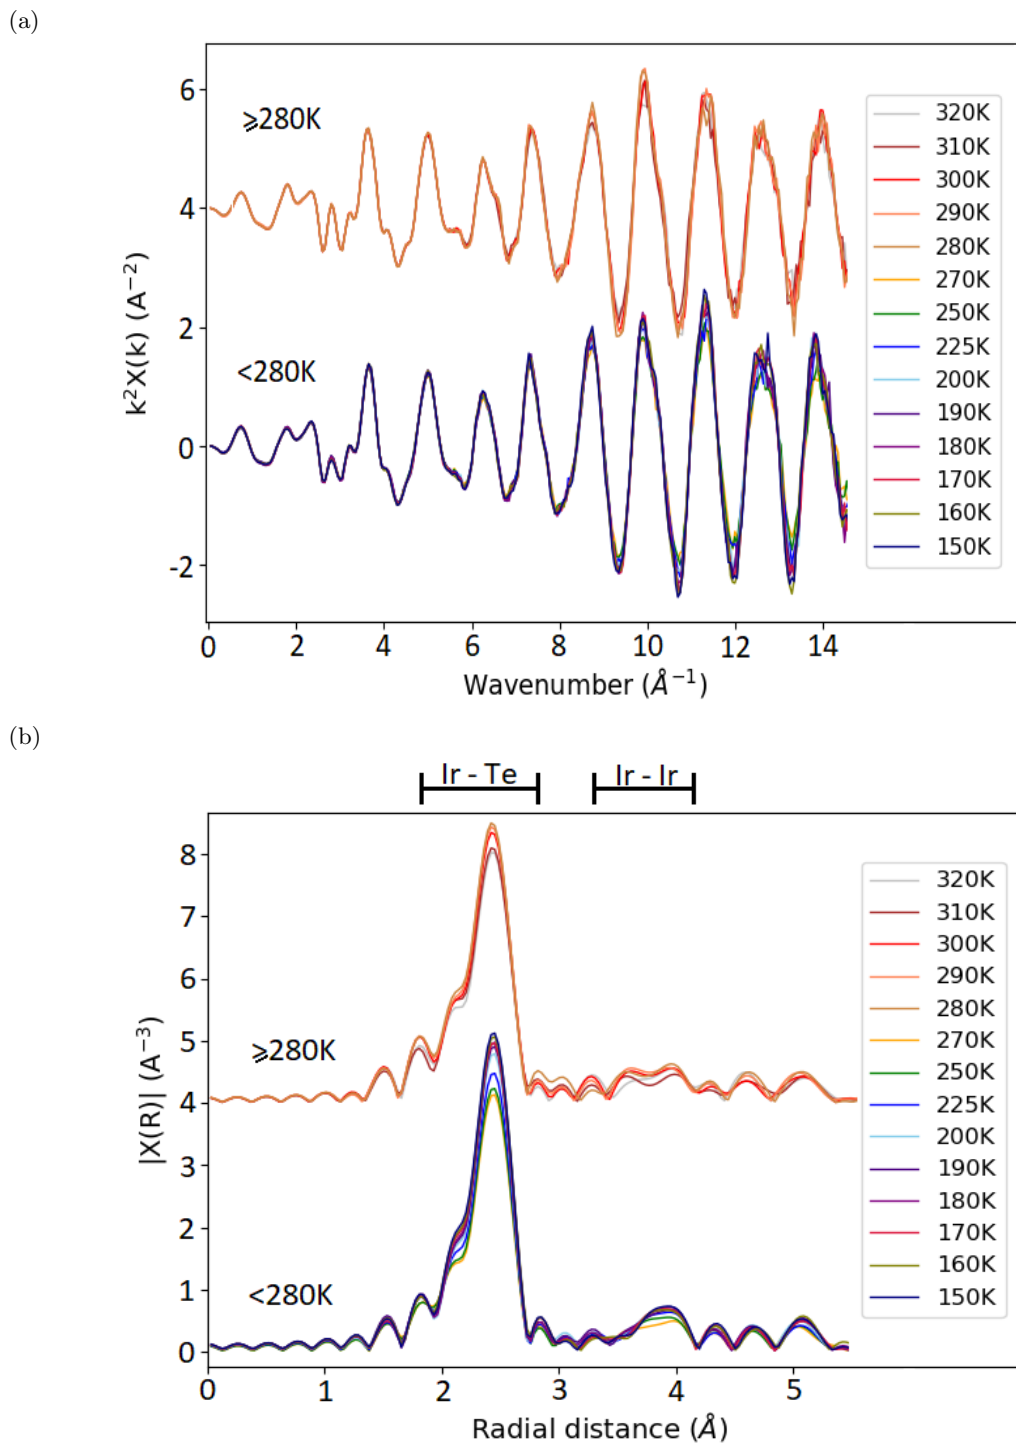 (a)
k²X(k) (A⁻²)
6
4
2
0
-2
⩾280K
<280K
320K
310K
300K
290K
280K
270K
250K
225K
200K
190K
180K
170K
160K
150K
0 2 4 6 8 10 12 14
Wavenumber (Å⁻¹)
(b)
Ir - Te Ir - Ir
|X(R)| (A⁻³)
8
7
6
5
4
3
2
1
0
⩾280K
<280K
320K
310K
300K
290K
280K
270K
250K
225K
200K
190K
180K
170K
160K
150K
0 1 2 3 4 5
Radial distance (Å)